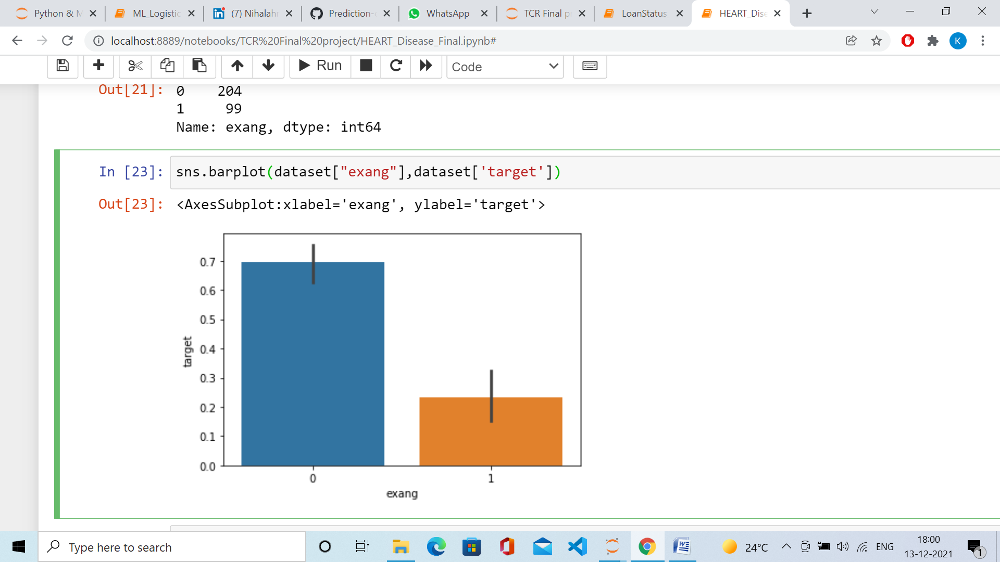 Python & M
ML_Logistic
(7) Nihalahm
Prediction-
WhatsApp
TCR Final pr
LoanStatus_
HEART_Dise
localhost:8889/notebooks/TCR%20Final%20project/HEART_Disease_Final.ipynb#
K
Run
Code
Out[21]:
0 204
1 99
Name: exang, dtype: int64
In [23]: sns.barplot(dataset["exang"],dataset['target'])
Out[23]: <AxesSubplot:xlabel='exang', ylabel='target'>
0.7
0.6
0.5
0.4
0.3
0.2
0.1
0.0
target
0 1
exang
Type here to search
24°C
ENG
18:00
13-12-2021
1